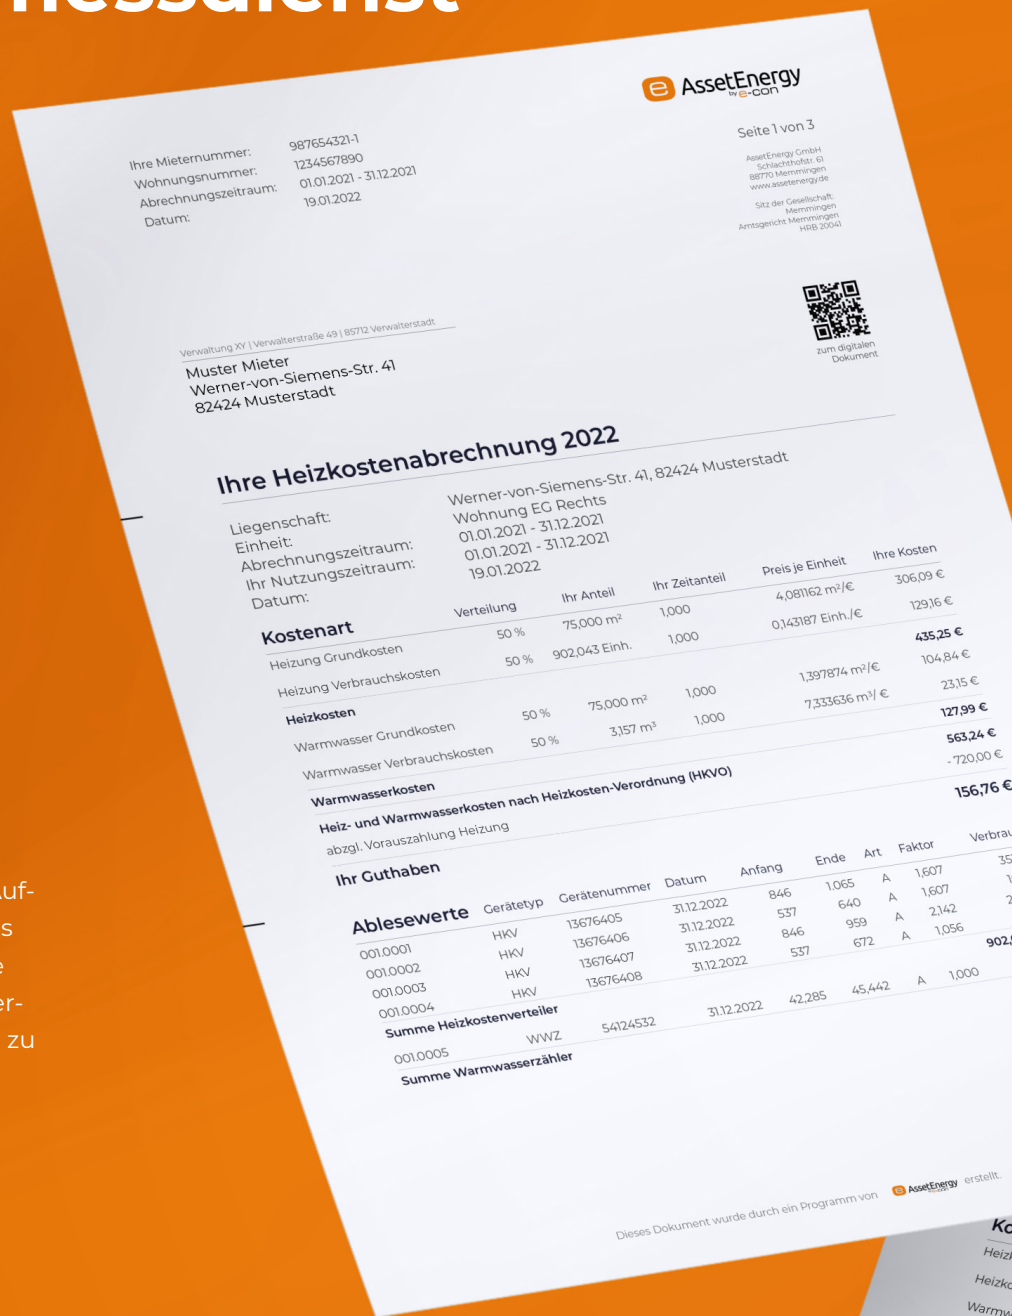 AssetEnergy
by e-con
Seite 1 von 3
AssetEnergy GmbH
Schlachthofstr. 61
88770 Memmingen
www.assetenergy.de
Sitz der Gesellschaft:
Memmingen
Amtsgericht Memmingen
HRB 20041
Ihre Mieternummer: 987654321-1
Wohnungsnummer: 1234567890
Abrechnungszeitraum: 01.01.2021 - 31.12.2021
Datum: 19.01.2022
zum digitalen
Dokument
Verwaltung XY | Verwalterstraße 49 | 85712 Verwalterstadt
Muster Mieter
Werner-von-Siemens-Str. 41
82424 Musterstadt
Ihre Heizkostenabrechnung 2022
Liegenschaft: Werner-von-Siemens-Str. 41, 82424 Musterstadt
Einheit: Wohnung EG Rechts
Abrechnungszeitraum: 01.01.2021 - 31.12.2021
Ihr Nutzungszeitraum: 01.01.2021 - 31.12.2021
Datum: 19.01.2022
Kostenart Verteilung Ihr Anteil Ihr Zeitanteil Preis je Einheit Ihre Kosten
Heizung Grundkosten 50 % 75,000 m² 1,000 4,081162 m²/€ 306,09 €
Heizung Verbrauchskosten 50 % 902,043 Einh. 1,000 0,143187 Einh./€ 129,16 €
Heizkosten 435,25 €
Warmwasser Grundkosten 50 % 75,000 m² 1,000 1,397874 m²/€ 104,84 €
Warmwasser Verbrauchskosten 50 % 3,157 m³ 1,000 7,333636 m³/ € 23,15 €
Warmwasserkosten 127,99 €
Heiz- und Warmwasserkosten nach Heizkosten-Verordnung (HKVO) 563,24 €
abzgl. Vorauszahlung Heizung - 720,00 €
Ihr Guthaben 156,76 €
Ablesewerte Gerätetyp Gerätenummer Datum Anfang Ende Art Faktor
001.0001 HKV 13676405 31.12.2022 846 1.065 A 1,607
001.0002 HKV 13676406 31.12.2022 537 640 A 1,607
001.0003 HKV 13676407 31.12.2022 846 959 A 2,142
001.0004 HKV 13676408 31.12.2022 537 672 A 1,056
Summe Heizkostenverteiler
001.0005 WWZ 54124532 31.12.2022 42,285 45,442 A 1,000
Summe Warmwasserzähler
Dieses Dokument wurde durch ein Programm von AssetEnergy erstellt.
zu